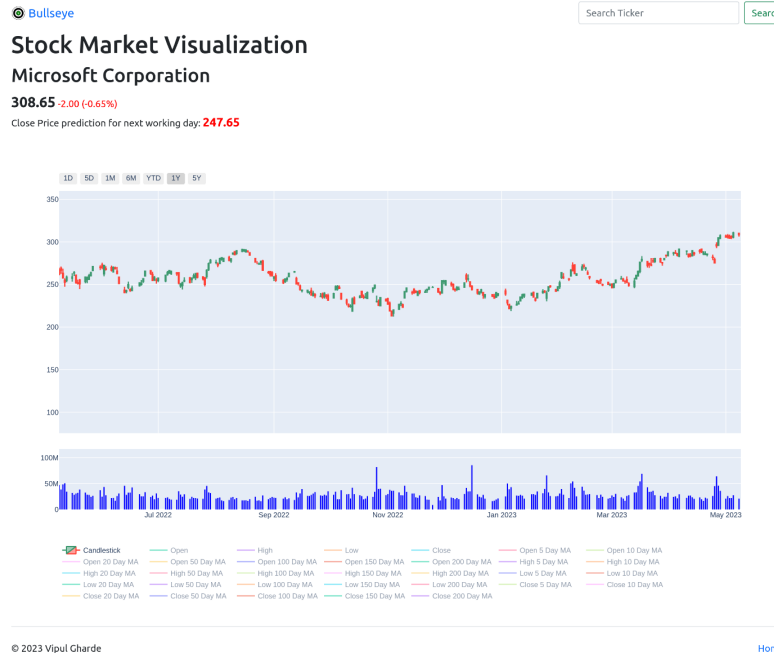 Bullseye
Search Ticker
Stock Market Visualization
Microsoft Corporation
308.65 -2.00 (-0.65%)
Close Price prediction for next working day: 247.65
1D 5D 1M 6M YTD 1Y 5Y
350
300
250
200
150
100
100M
50M
0
Jul 2022 Sep 2022 Nov 2022 Jan 2023 Mar 2023 May 2023
Candlestick Open High Low Close Open 5 Day MA Open 10 Day MA
Open 20 Day MA Open 50 Day MA Open 100 Day MA Open 150 Day MA Open 200 Day MA High 5 Day MA High 10 Day MA
High 20 Day MA High 50 Day MA High 100 Day MA High 150 Day MA High 200 Day MA Low 5 Day MA Low 10 Day MA
Low 20 Day MA Low 50 Day MA Low 100 Day MA Low 150 Day MA Low 200 Day MA Close 5 Day MA Close 10 Day MA
Close 20 Day MA Close 50 Day MA Close 100 Day MA Close 150 Day MA Close 200 Day MA
© 2023 Vipul Gharde